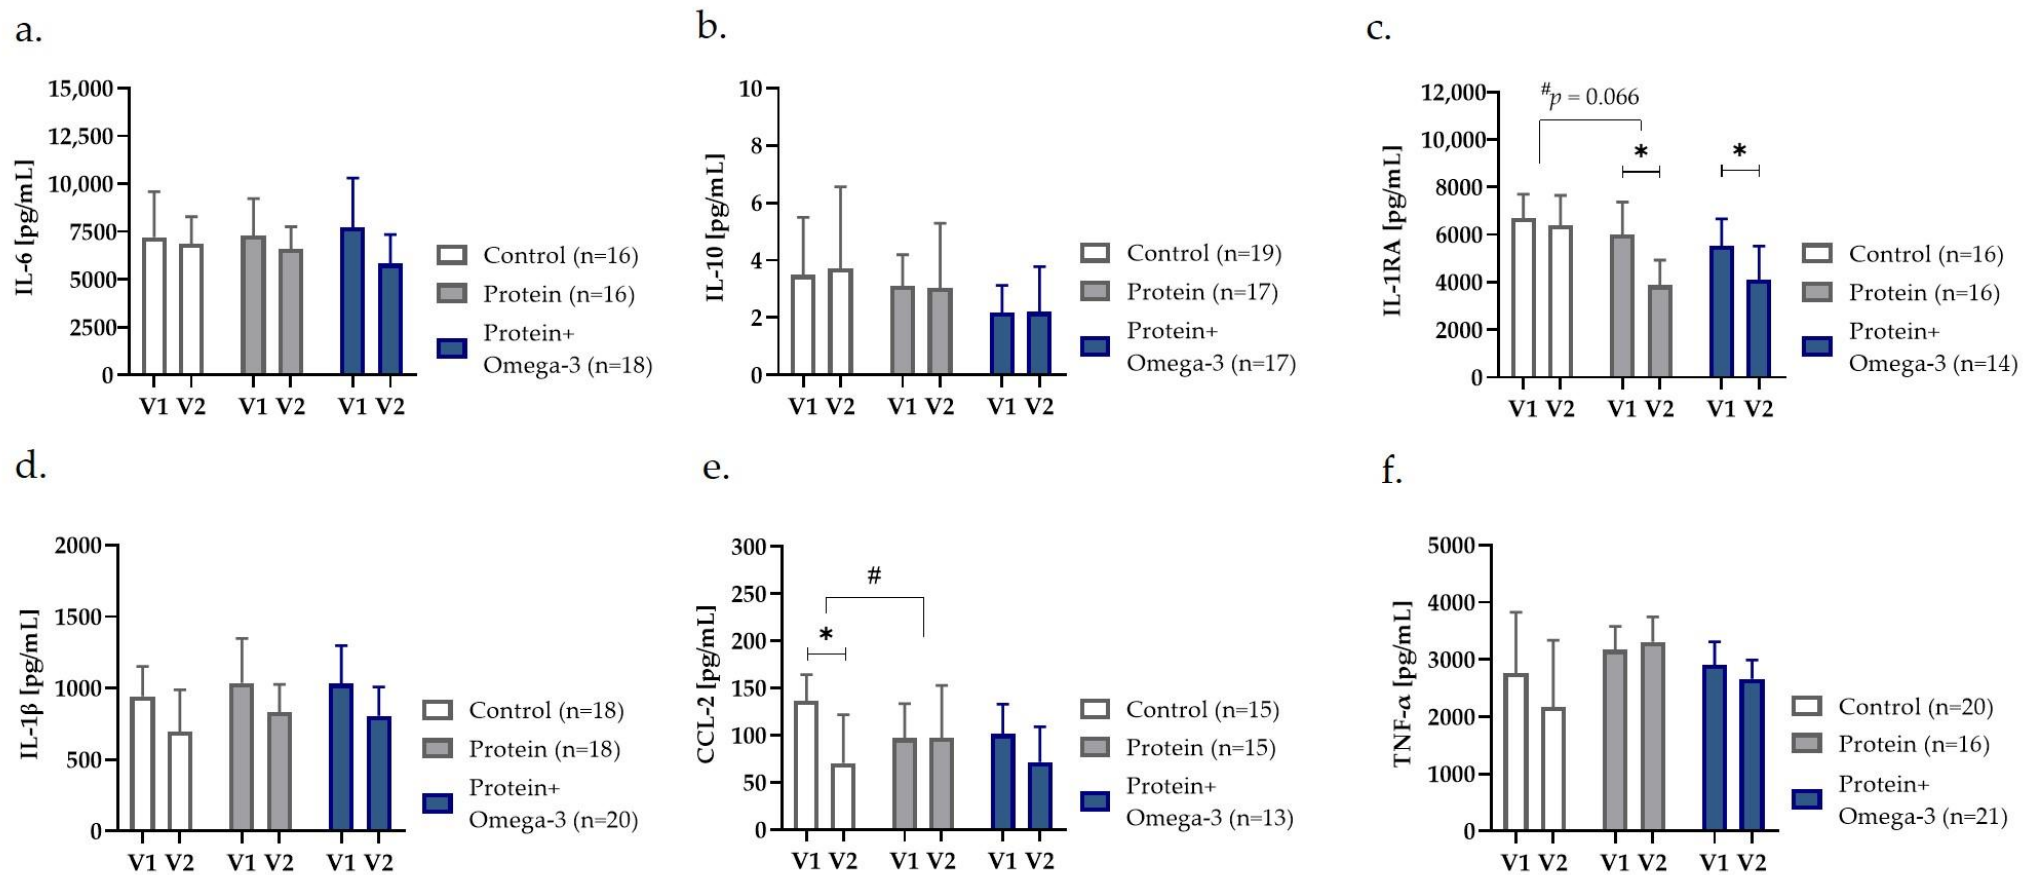 a.
IL-6 [pg/mL]
15,000
12,500
10,000
7500
5000
2500
0
V1 V2 V1 V2 V1 V2
Control (n=16)
Protein (n=16)
Protein+
Omega-3 (n=18)
b.
IL-10 [pg/mL]
10
8
6
4
2
0
V1 V2 V1 V2 V1 V2
Control (n=19)
Protein (n=17)
Protein+
Omega-3 (n=17)
c.
IL-1RA [pg/mL]
12,000
10,000
8000
6000
4000
2000
0
#p = 0.066
*
*
V1 V2 V1 V2 V1 V2
Control (n=16)
Protein (n=16)
Protein+
Omega-3 (n=14)
d.
IL-1β [pg/mL]
2000
1500
1000
500
0
V1 V2 V1 V2 V1 V2
Control (n=18)
Protein (n=18)
Protein+
Omega-3 (n=20)
e.
CCL-2 [pg/mL]
300
250
200
150
100
50
0
#
*
V1 V2 V1 V2 V1 V2
Control (n=15)
Protein (n=15)
Protein+
Omega-3 (n=13)
f.
TNF-α [pg/mL]
5000
4000
3000
2000
1000
0
V1 V2 V1 V2 V1 V2
Control (n=20)
Protein (n=16)
Protein+
Omega-3 (n=21)